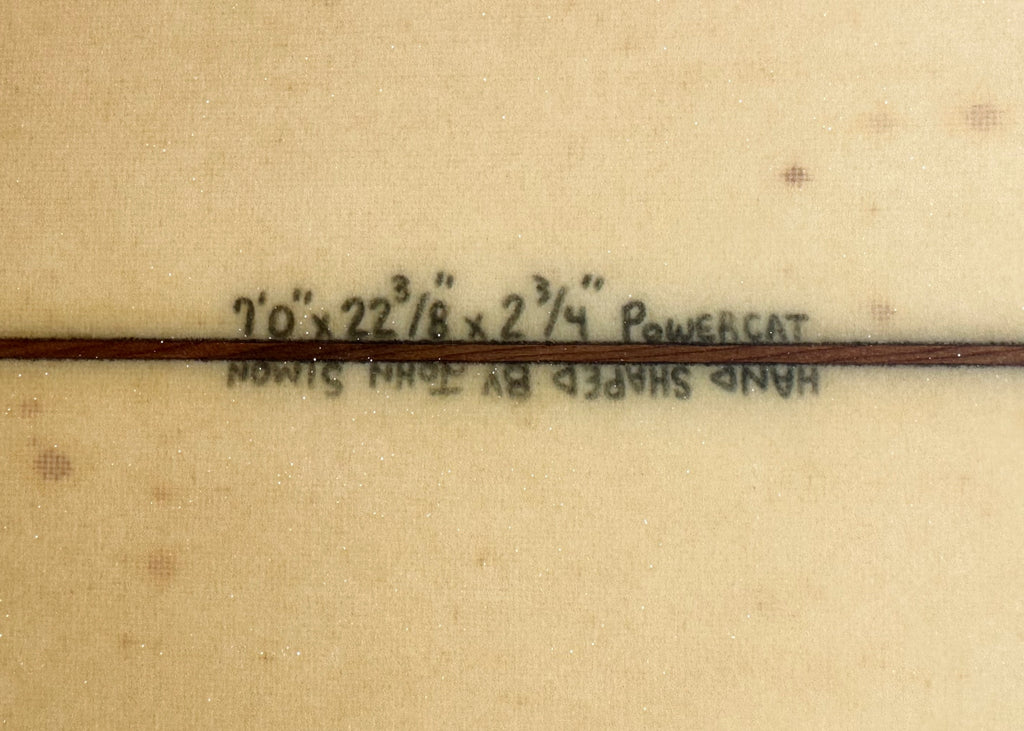 7'0" x 22 3/8" x 2 3/4" POWERCAT
HAND SHAPED BY JOHN SIMON